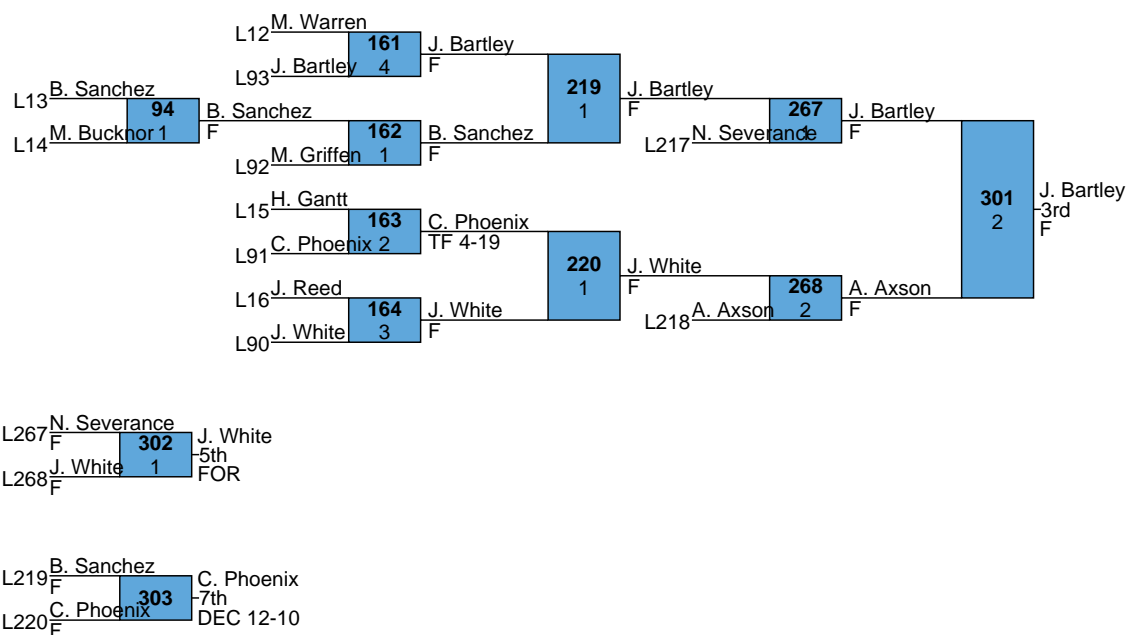 M. Warren
L12
161
J. Bartley
4
F
J. Bartley
L93
219
1
B. Sanchez
L13
94
B. Sanchez
M. Bucknor
1
F
L14
162
B. Sanchez
1
F
M. Griffen
L92
J. Bartley
F
267
J. Bartley
1
F
N. Severance
L217
H. Gantt
L15
163
C. Phoenix
2
TF 4-19
C. Phoenix
L91
220
1
J. White
F
J. Reed
L16
164
J. White
3
F
J. White
L90
268
A. Axson
2
F
A. Axson
L218
301
2
J. Bartley
3rd
F
N. Severance
L267
F
302
1
J. White
5th
FOR
J. White
L268
F
B. Sanchez
L219
F
303
C. Phoenix
7th
DEC 12-10
C. Phoenix
L220
F